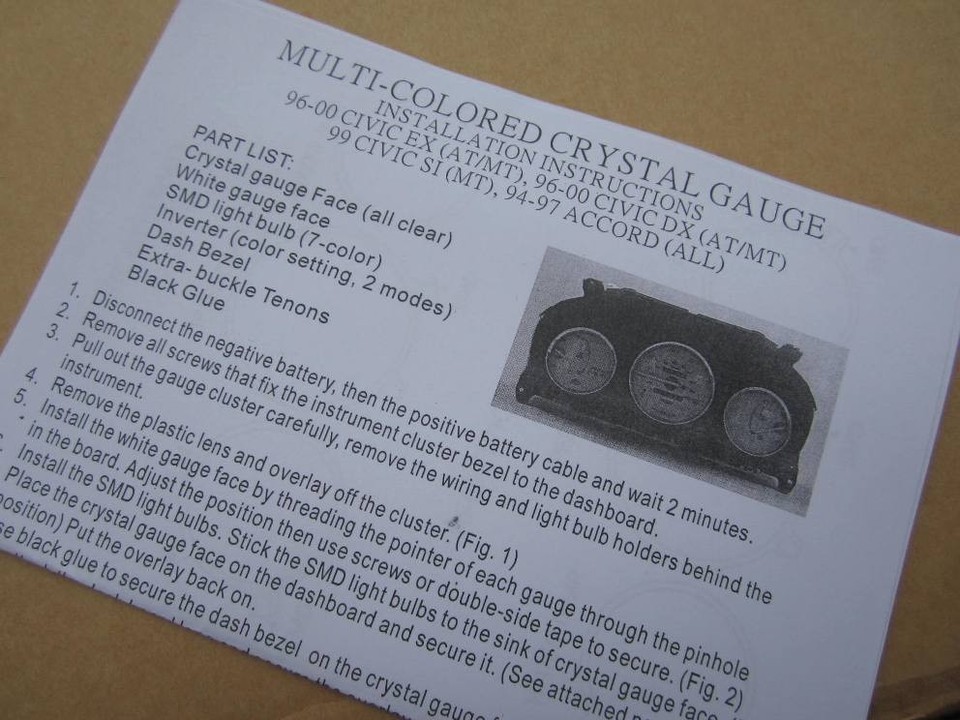 MULTI-COLORED CRYSTAL GAUGE
INSTALLATION INSTRUCTIONS
96-00 CIVIC EX (AT/MT), 96-00 CIVIC DX (AT/MT)
99 CIVIC SI (MT), 94-97 ACCORD (ALL)
PART LIST:
Crystal gauge Face (all clear)
White gauge face
SMD light bulb (7-color)
Inverter (color setting, 2 modes)
Dash Bezel
Extra- buckle Tenons
Black Glue
1. Disconnect the negative battery, then the positive battery cable and wait 2 minutes.
2. Remove all screws that fix the instrument cluster bezel to the dashboard.
3. Pull out the gauge cluster carefully, remove the wiring and light bulb holders behind the
instrument.
4. Remove the plastic lens and overlay off the cluster. (Fig. 1)
5. Install the white gauge face by threading the pointer of each gauge through the pinhole
in the board. Adjust the position then use screws or double-side tape to secure. (Fig. 2)
Install the SMD light bulbs. Stick the SMD light bulbs to the sink of crystal gauge face
Place the crystal gauge face on the dashboard and secure it. (See attached
position) Put the overlay back on.
black glue to secure the dash bezel on the crystal gauge